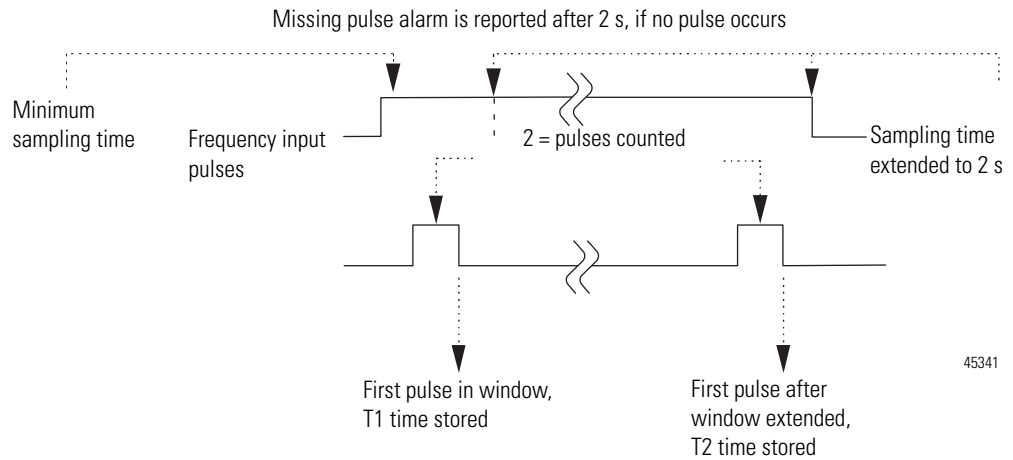 Missing pulse alarm is reported after 2 s, if no pulse occurs
Minimum
sampling time
Frequency input
pulses
2 = pulses counted
Sampling time
extended to 2 s
First pulse in window,
T1 time stored
First pulse after
window extended,
T2 time stored
45341